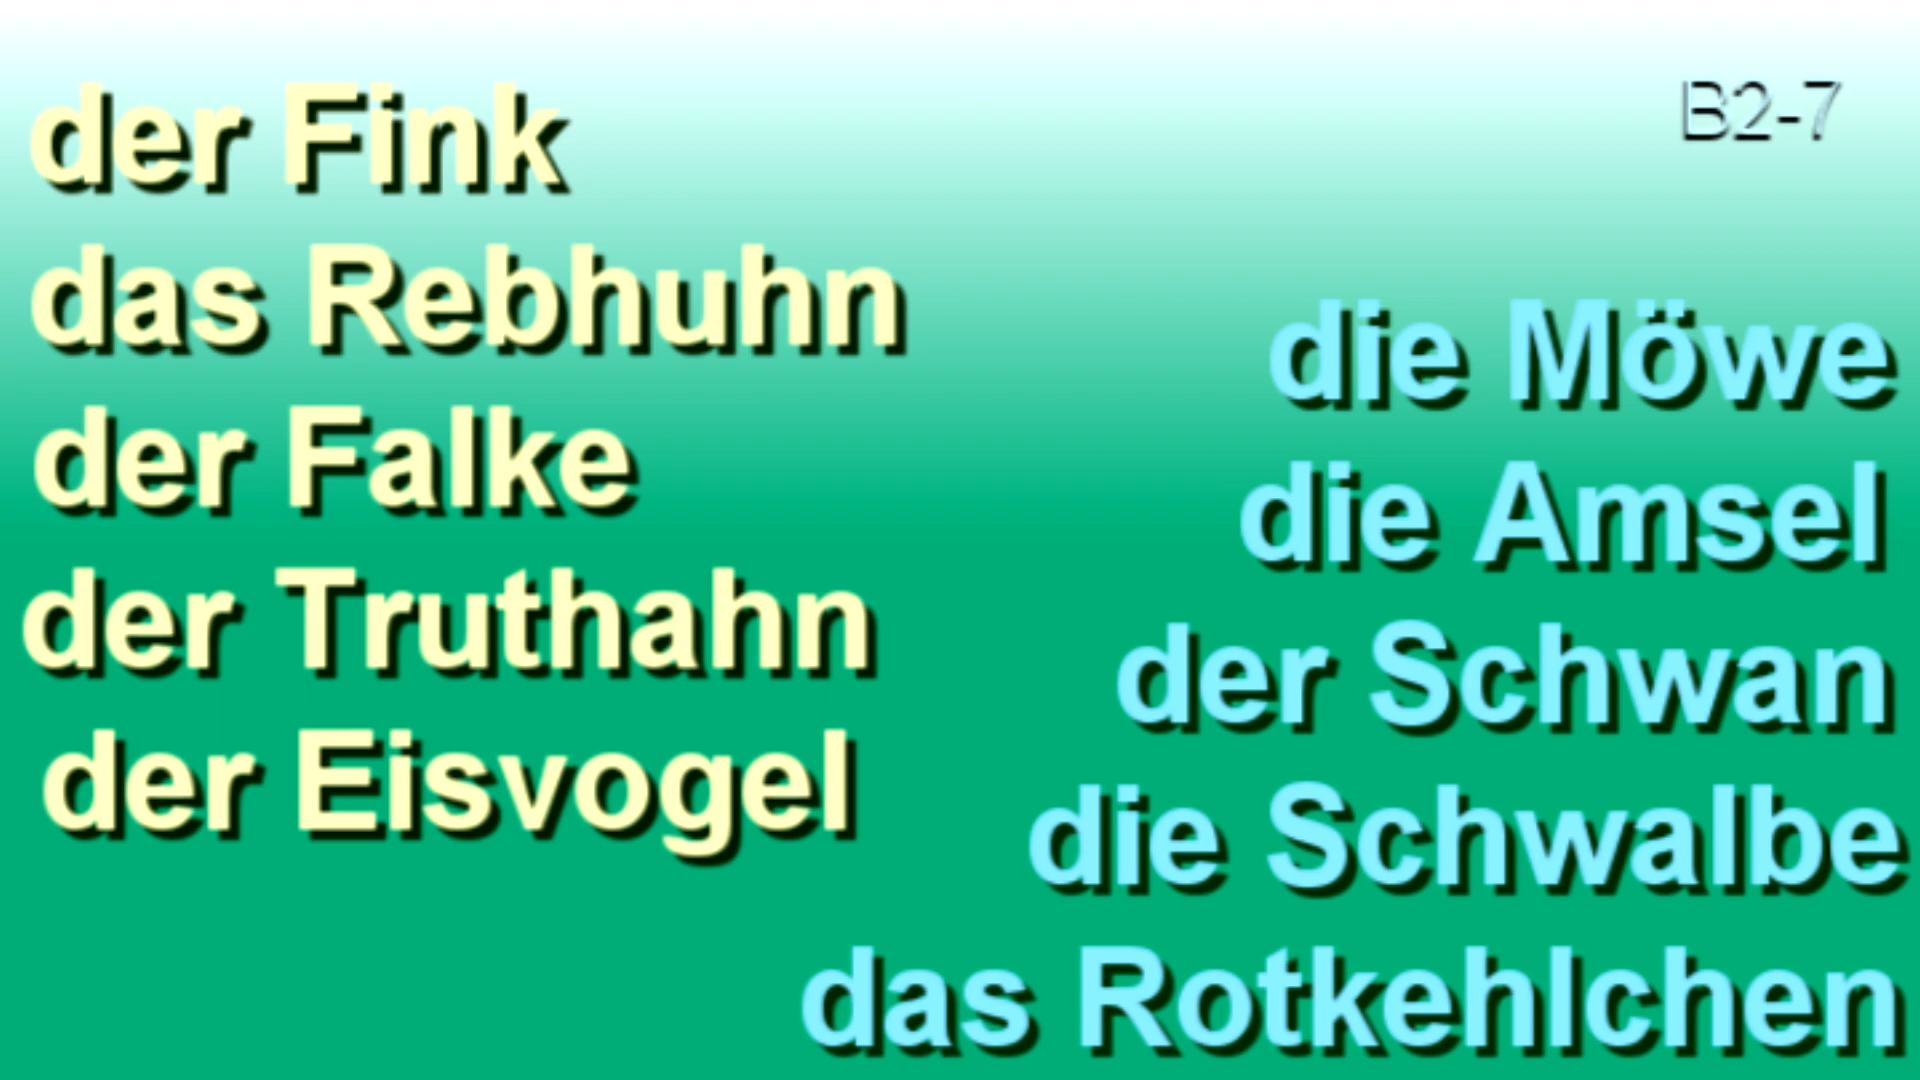 der Fink
das Rebhuhn
der Falke
der Truthahn
der Eisvogel
B2-7
die Möwe
die Amsel
der Schwan
die Schwalbe
das Rotkehlchen